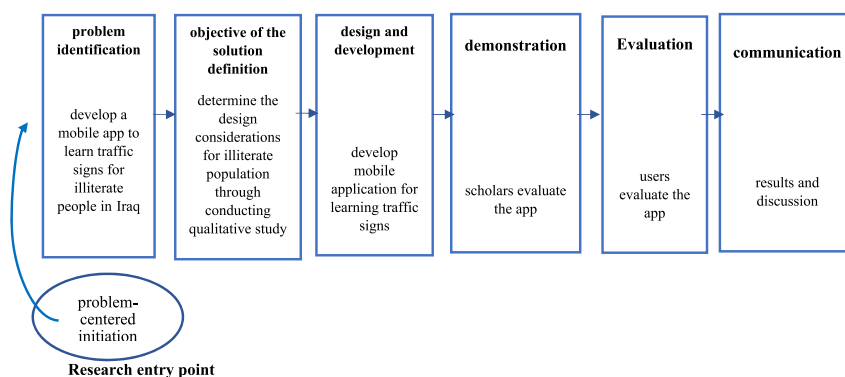 problem
identification
develop a
mobile app to
learn traffic
signs for
illiterate
people in Iraq
objective of the
solution
definition
determine the
design
considerations
for illiterate
population
through
conducting
qualitative study
design and
development
develop
mobile
application for
learning traffic
signs
demonstration
scholars evaluate
the app
Evaluation
users
evaluate the
app
communication
results and
discussion
problem-
centered
initiation
Research entry point